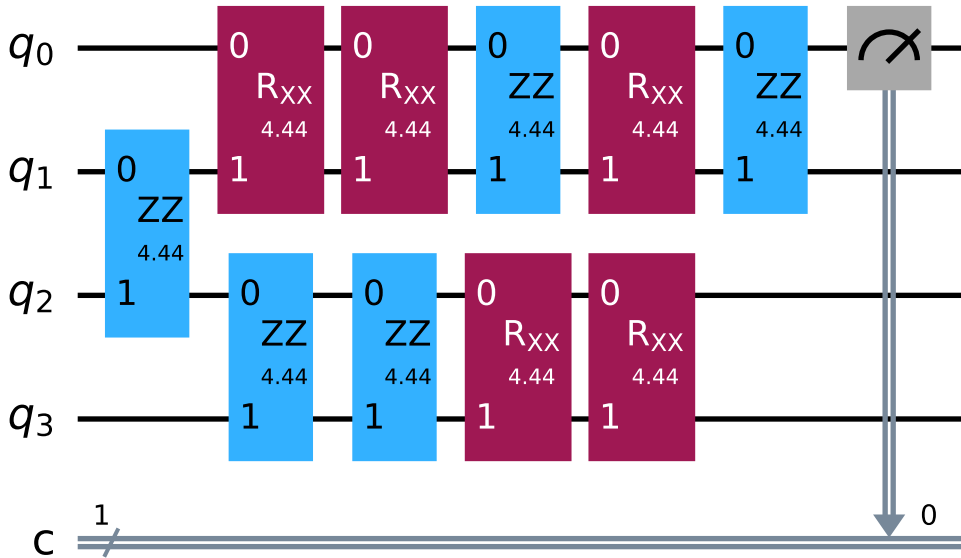 q0 0 0 0 0 0
RXX RXX ZZ RXX ZZ
4.44 4.44 4.44 4.44 4.44
q1 0 1 1 1 1 1
ZZ
4.44
q2 1 0 0 0 0
ZZ ZZ RXX RXX
4.44 4.44 4.44 4.44
q3 1 1 1 1
1 0
c